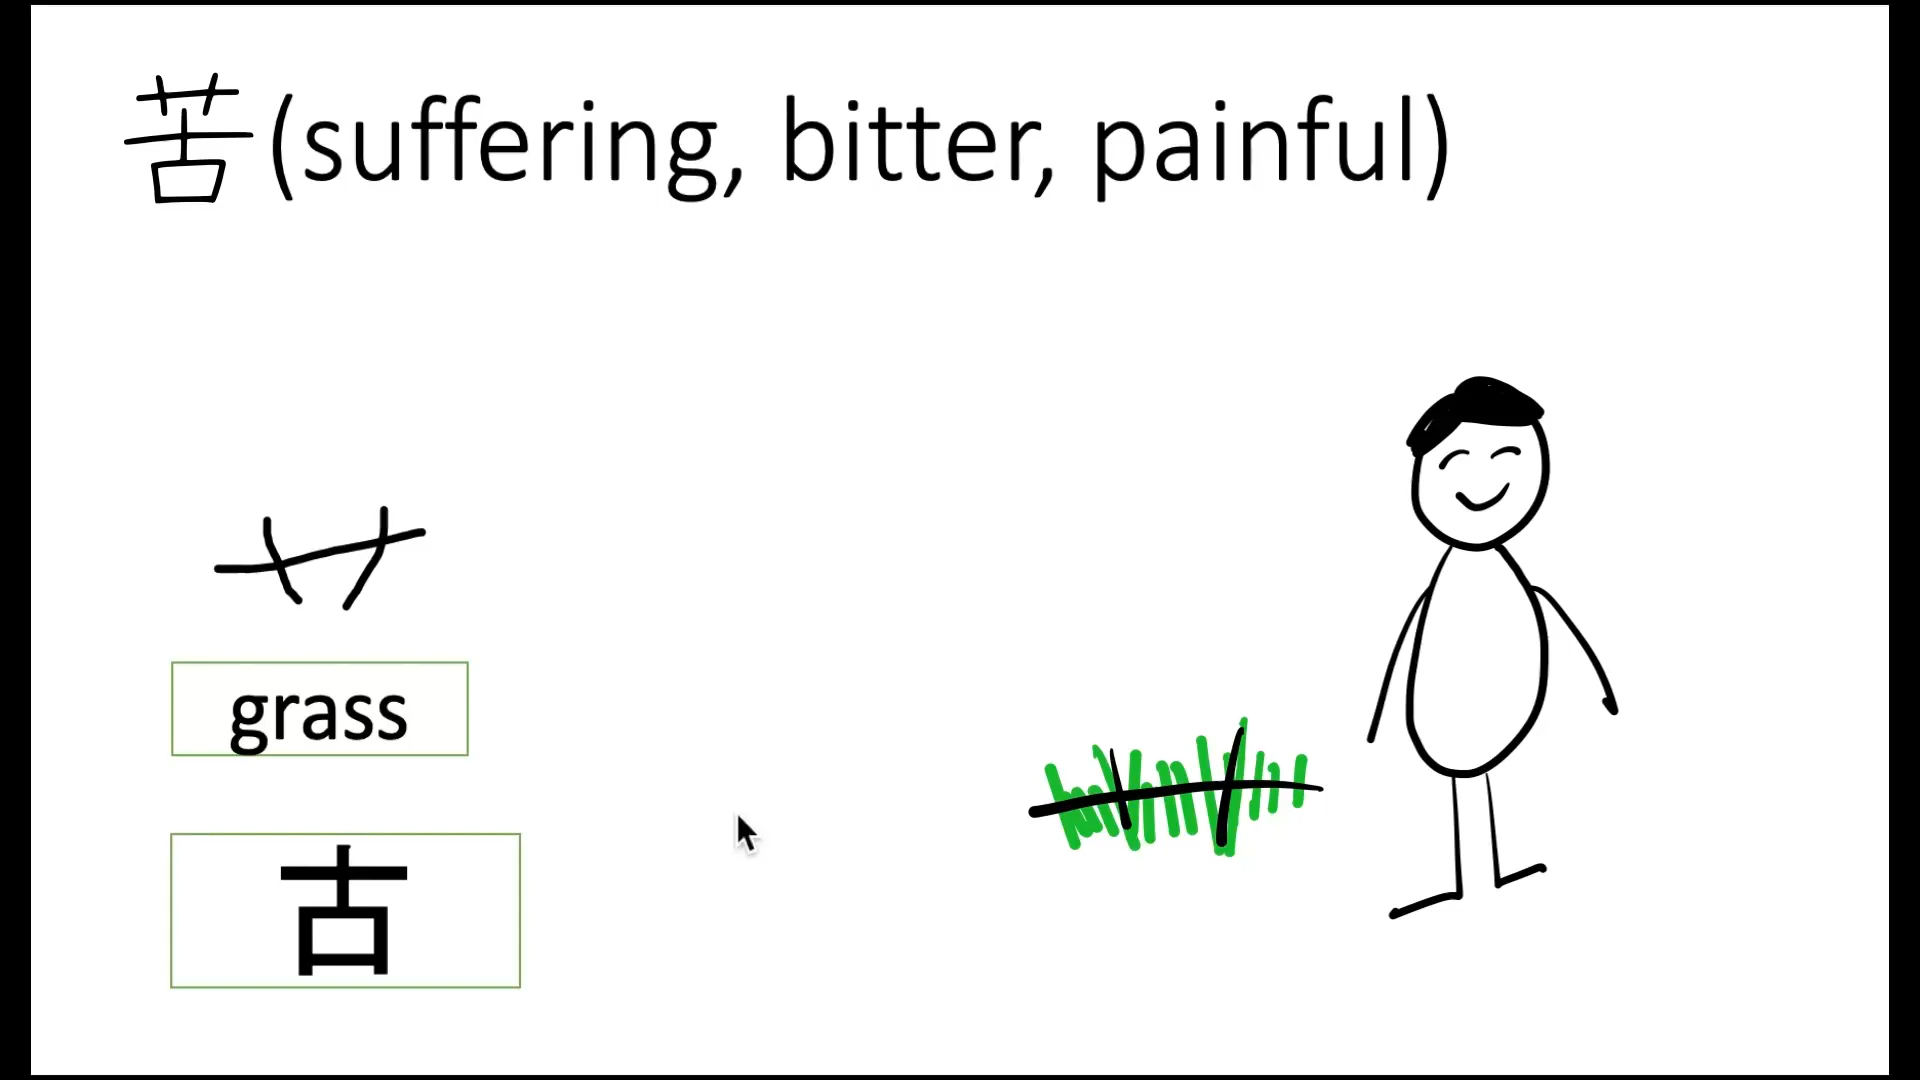 苦(suffering, bitter, painful)
艹
grass
古